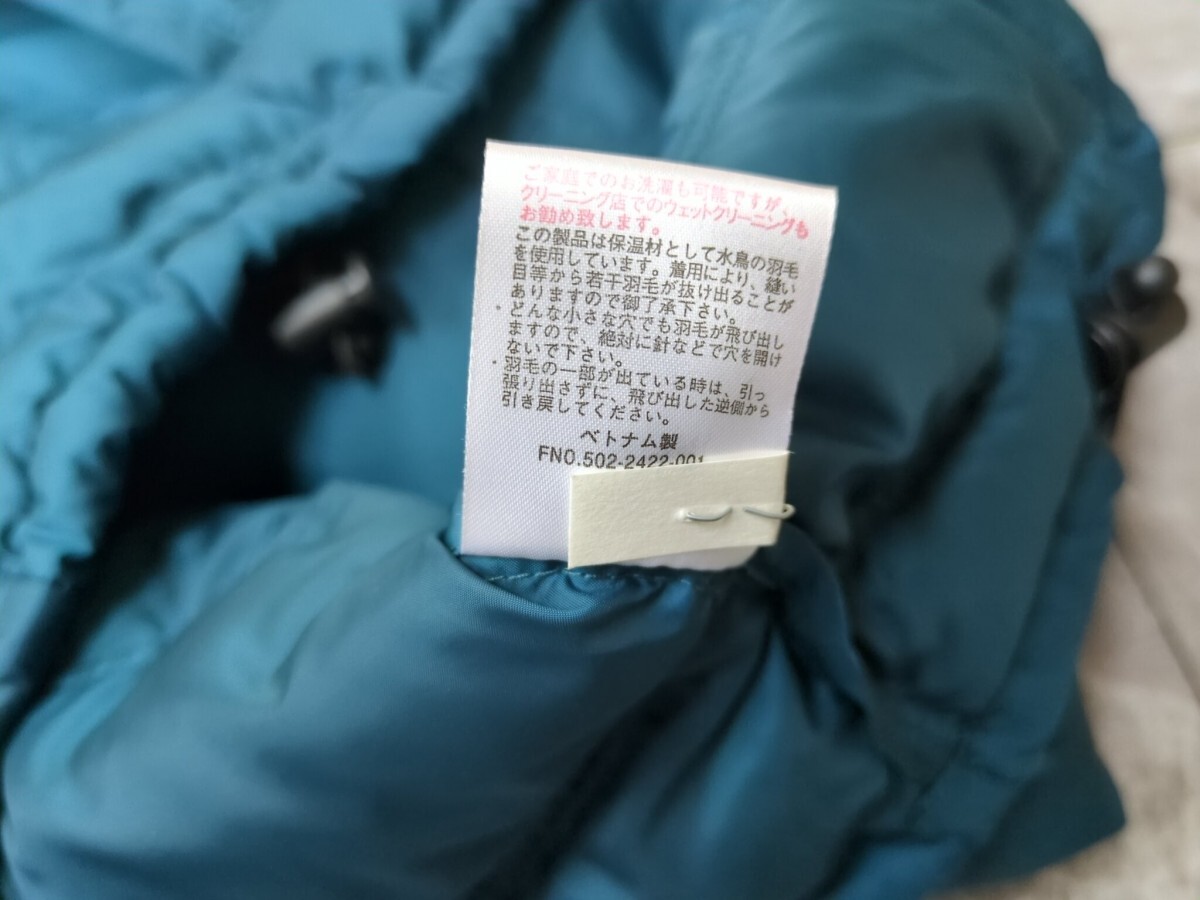 ご家庭でのお洗濯も可能ですが、
クリーニング店でのウェットクリーニングも
お勧め致します。
この製品は保温材として水鳥の羽毛
を使用しています。着用により、縫い
目等から若干羽毛が抜け出ることが
ありますので御了承下さい。
・どんな小さな穴でも羽毛が飛び出し
ますので、絶対に針などで穴を開け
ないで下さい。
・羽毛の一部が出ている時は、引っ
張り出さずに、飛び出した逆側から
引き戻してください。
ベトナム製
FNO.502-2422-001